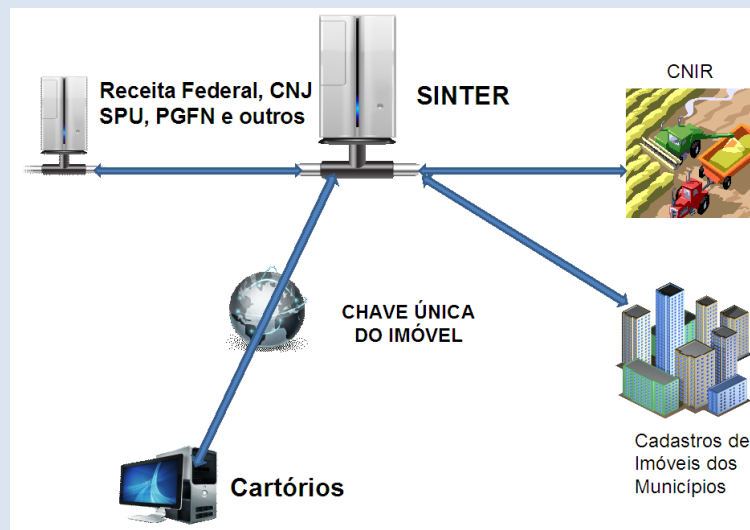 Receita Federal, CNJ
SPU, PGFN e outros
SINTER
CNIR
CHAVE ÚNICA
DO IMÓVEL
Cartórios
Cadastros de
Imóveis dos
Municípios